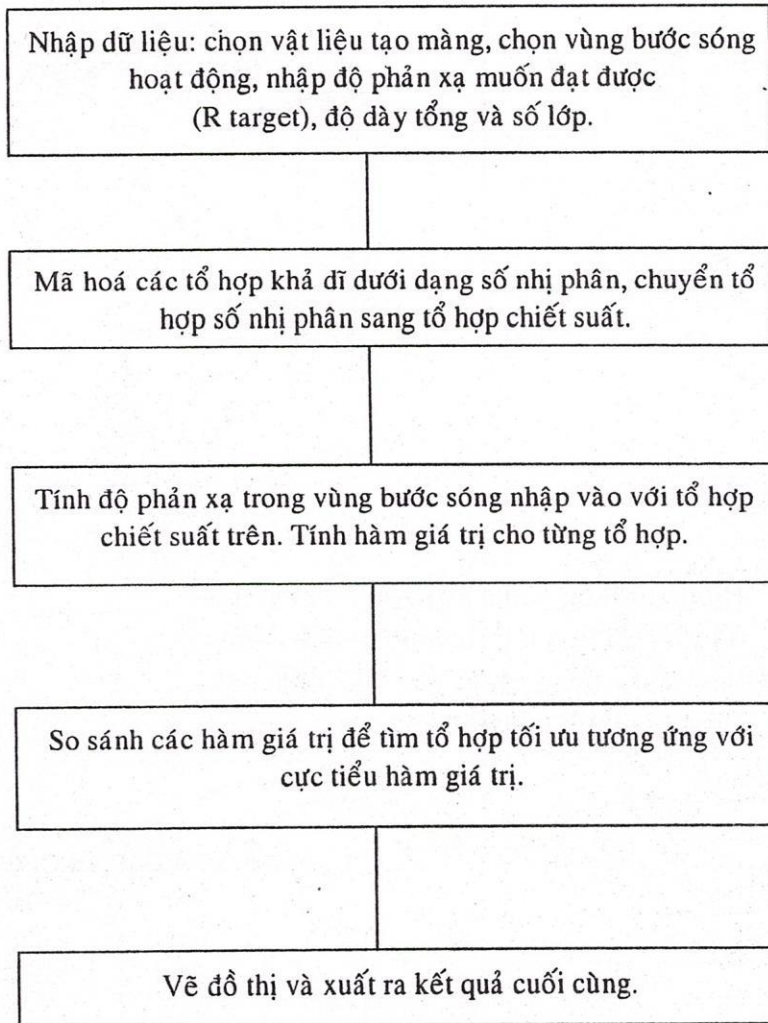 Nhập dữ liệu: chọn vật liệu tạo màng, chọn vùng bước sóng
hoạt động, nhập độ phản xạ muốn đạt được
(R target), độ dày tổng và số lớp.
Mã hoá các tổ hợp khả dĩ dưới dạng số nhị phân, chuyển tổ
hợp số nhị phân sang tổ hợp chiết suất.
Tính độ phản xạ trong vùng bước sóng nhập vào với tổ hợp
chiết suất trên. Tính hàm giá trị cho từng tổ hợp.
So sánh các hàm giá trị để tìm tổ hợp tối ưu tương ứng với
cực tiểu hàm giá trị.
Vẽ đồ thị và xuất ra kết quả cuối cùng.